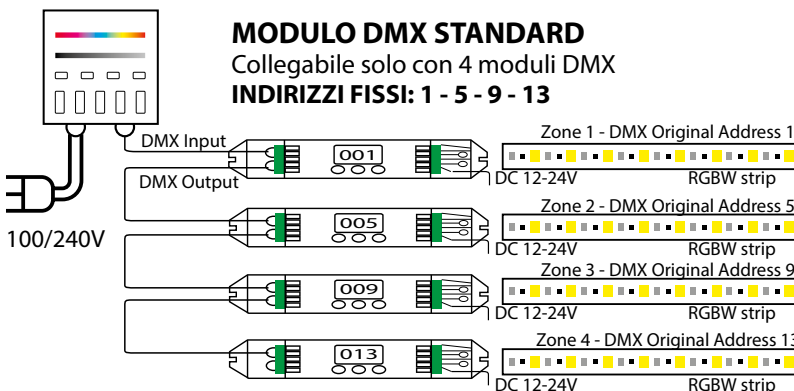 MODULO DMX STANDARD
Collegabile solo con 4 moduli DMX
INDIRIZZI FISSI: 1 - 5 - 9 - 13
DMX Input
DMX Output
100/240V
001
Zone 1 - DMX Original Address 1
DC 12-24V
RGBW strip
005
Zone 2 - DMX Original Address 5
DC 12-24V
RGBW strip
009
Zone 3 - DMX Original Address 9
DC 12-24V
RGBW strip
013
Zone 4 - DMX Original Address 13
DC 12-24V
RGBW strip